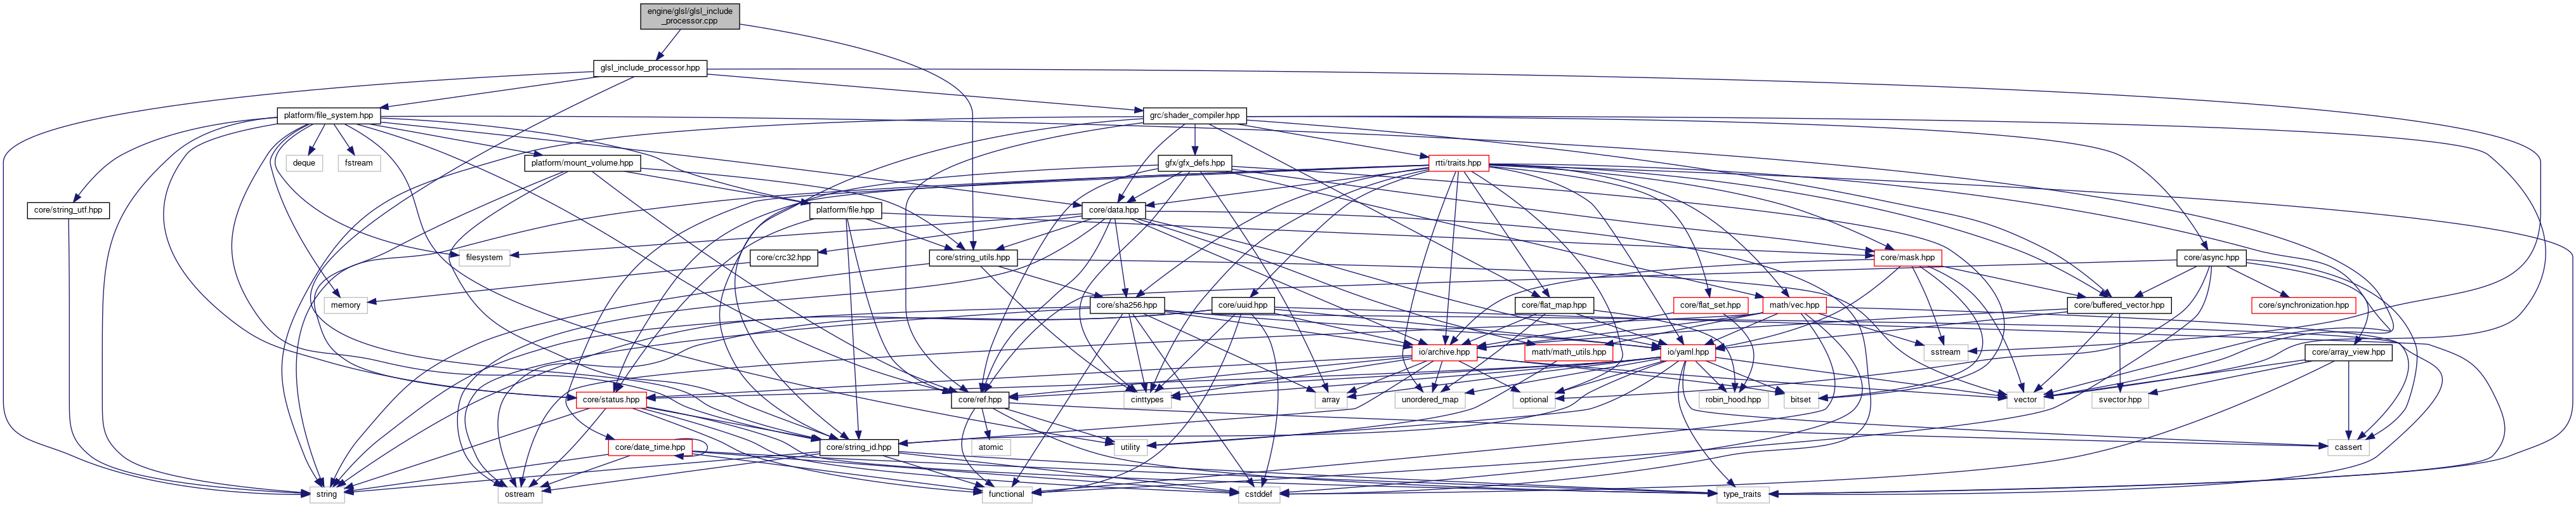 engine/glsl/glsl_include
_processor.cpp
glsl_include_processor.hpp
platform/file_system.hpp
grc/shader_compiler.hpp
deque
fstream
platform/mount_volume.hpp
gfx/gfx_defs.hpp
rtti/traits.hpp
core/string_utf.hpp
platform/file.hpp
core/data.hpp
filesystem
core/crc32.hpp
core/string_utils.hpp
core/mask.hpp
core/async.hpp
memory
core/sha256.hpp
core/uuid.hpp
core/flat_map.hpp
core/flat_set.hpp
math/vec.hpp
core/buffered_vector.hpp
core/synchronization.hpp
io/archive.hpp
math/math_utils.hpp
io/yaml.hpp
sstream
core/array_view.hpp
core/status.hpp
core/ref.hpp
cinttypes
array
unordered_map
optional
robin_hood.hpp
bitset
vector
svector.hpp
core/date_time.hpp
core/string_id.hpp
atomic
utility
cassert
string
ostream
functional
cstddef
type_traits